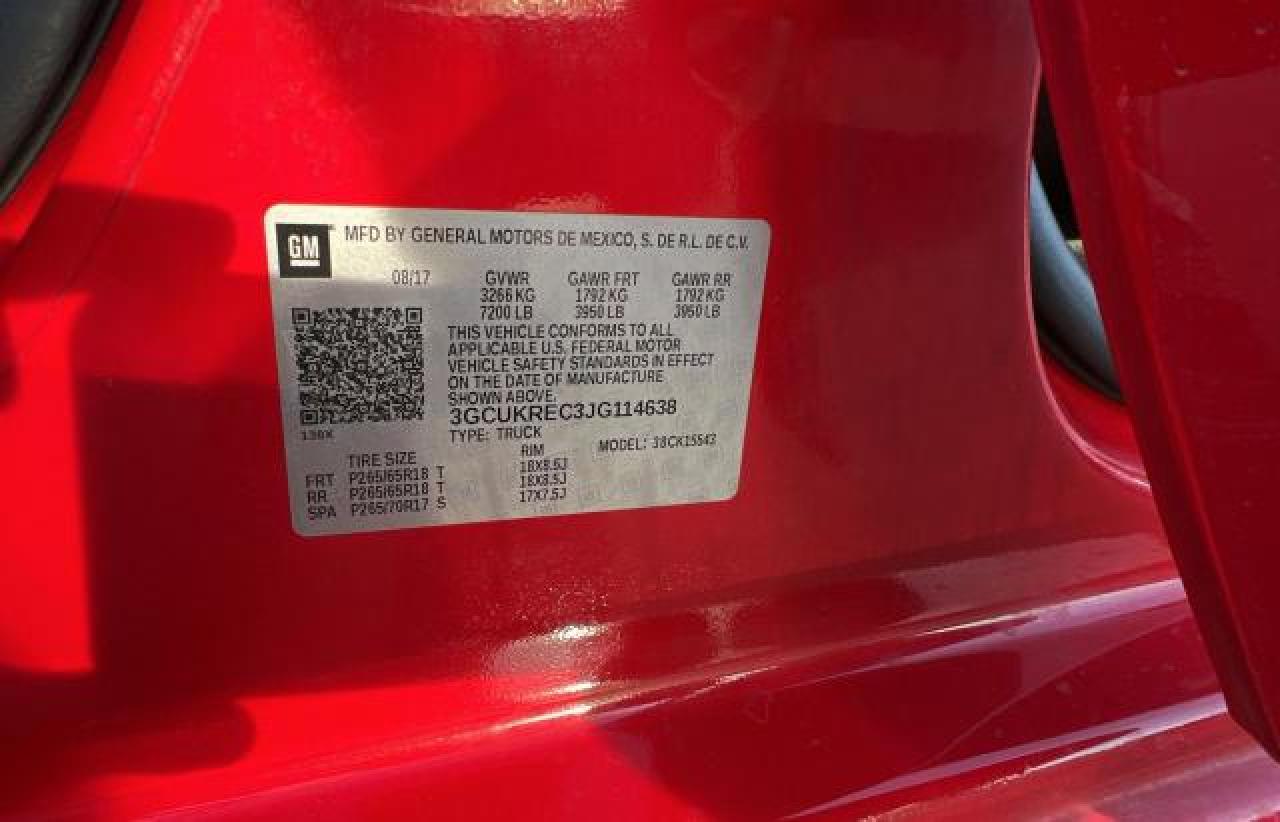 GM
MFD BY GENERAL MOTORS DE MEXICO, S. DE R.L. DE C.V.
08/17 GVWR GAWR FRT GAWR RR
3266 KG 1792 KG 1792 KG
7200 LB 3950 LB 3950 LB
THIS VEHICLE CONFORMS TO ALL
APPLICABLE U.S. FEDERAL MOTOR
VEHICLE SAFETY STANDARDS IN EFFECT
ON THE DATE OF MANUFACTURE
SHOWN ABOVE.
3GCUKREC3JG114638
TYPE: TRUCK MODEL: 38CK15543
TIRE SIZE RIM
FRT P265/65R18 T 18X8.5J
RR P265/65R18 T 18X8.5J
SPA P265/70R17 S 17X7.5J